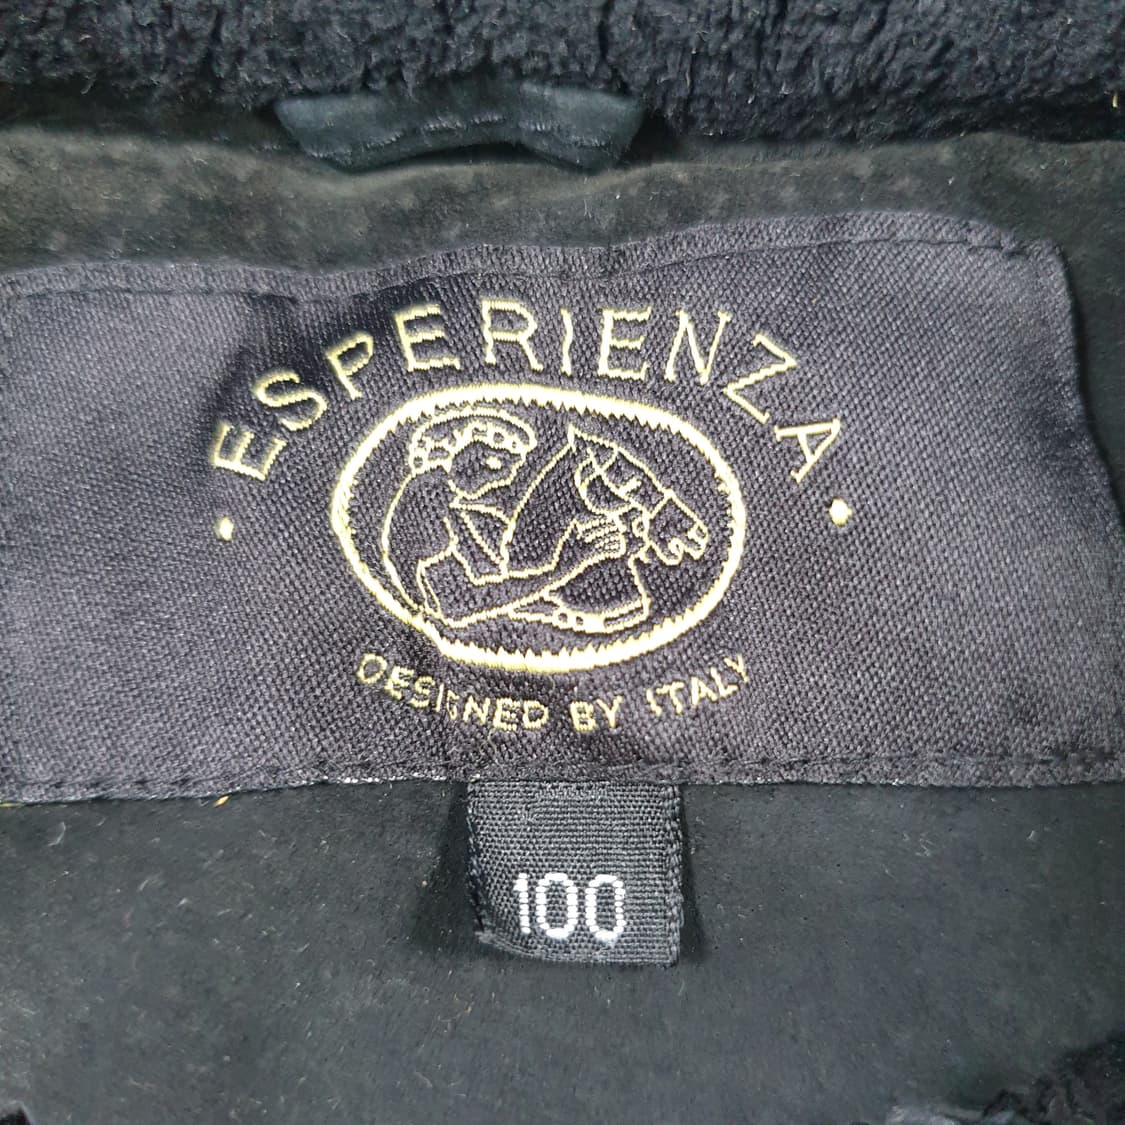 ESPERIENZA
DESIGNED BY ITALY
100